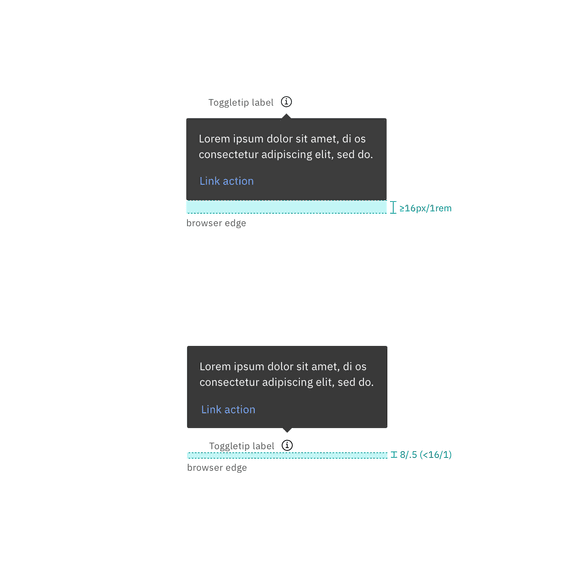 Toggletip label
Lorem ipsum dolor sit amet, di os
consectetur adipiscing elit, sed do.
Link action
≥16px/1rem
browser edge
Lorem ipsum dolor sit amet, di os
consectetur adipiscing elit, sed do.
Link action
Toggletip label
8/.5 (<16/1)
browser edge